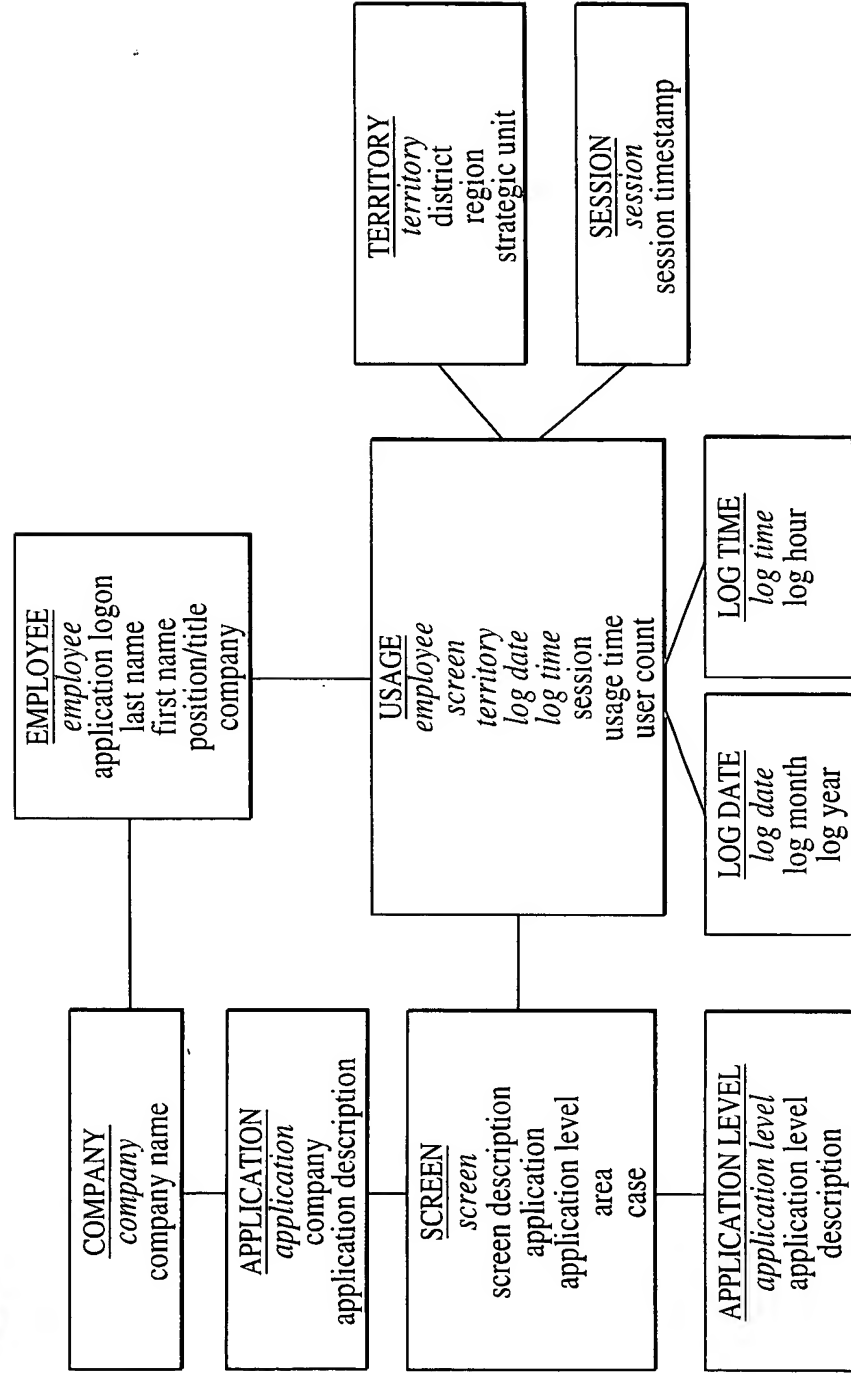 COMPANY
company
company name
APPLICATION
application
company
application description
SCREEN
screen
screen description
application
application level
area
case
APPLICATION LEVEL
application level
application level
description
EMPLOYEE
employee
application logon
last name
first name
position/title
company
USAGE
employee
screen
territory
log date
log time
session
usage time
user count
LOG DATE
log date
log month
log year
LOG TIME
log time
log hour
TERRITORY
territory
district
region
strategic unit
SESSION
session
session timestamp